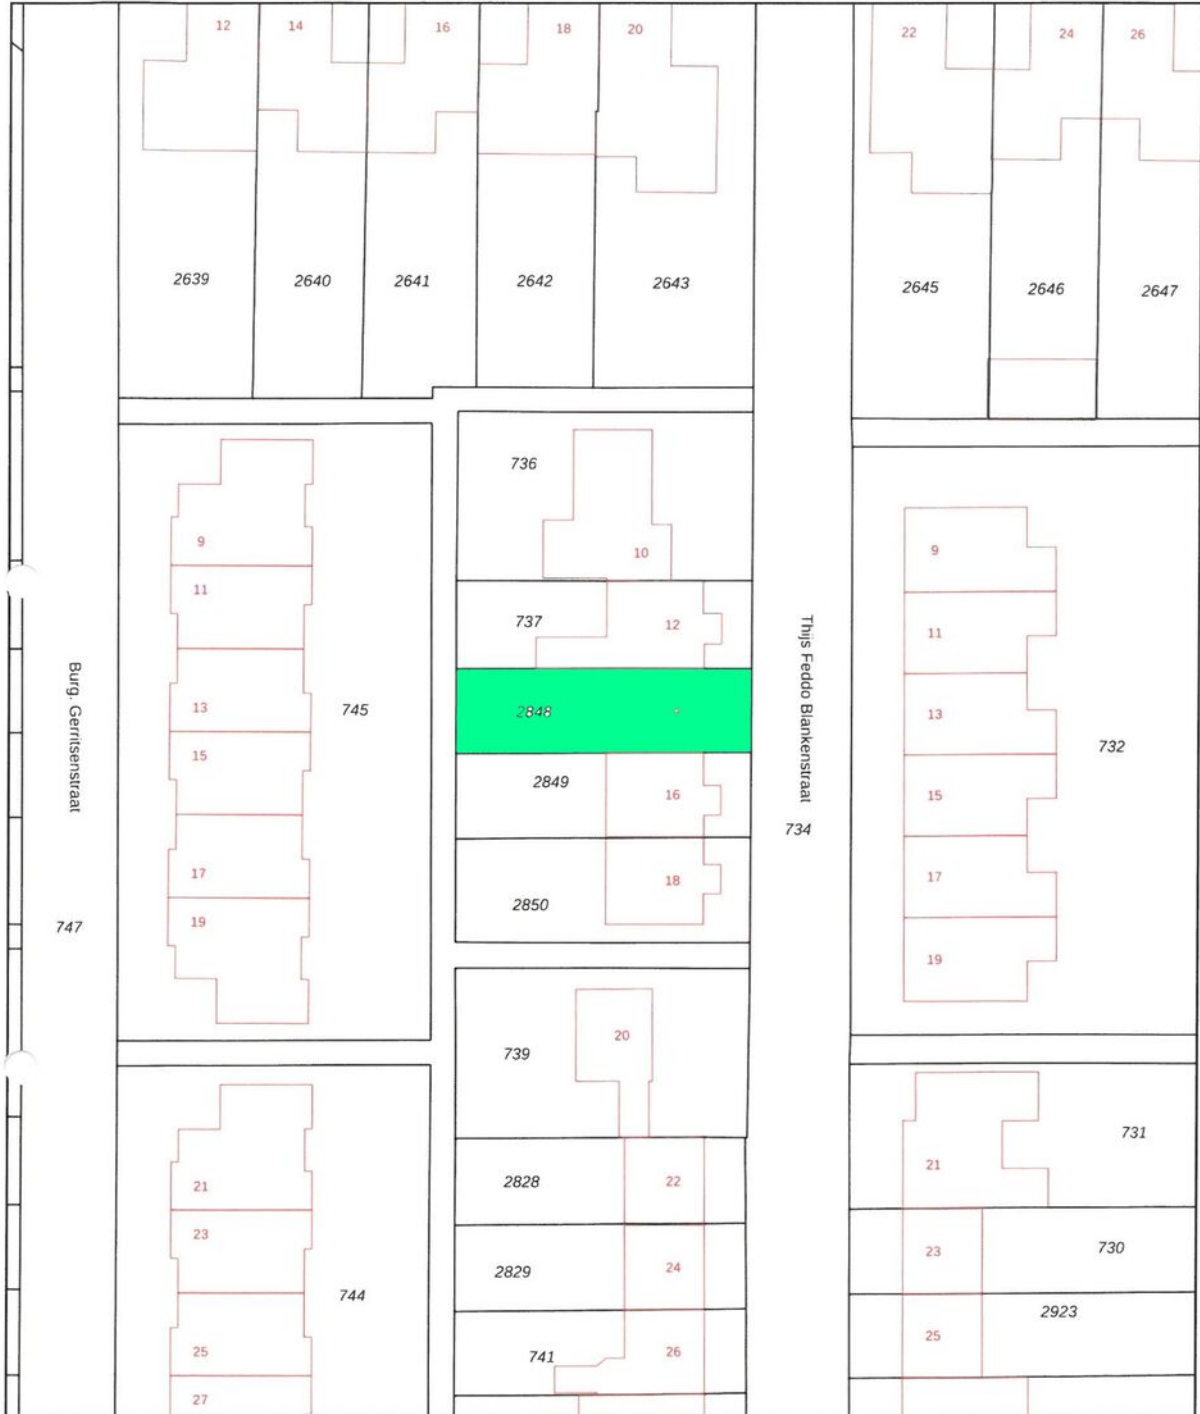 12 14 16 18 20 22 24 26
2639 2640 2641 2642 2643 2645 2646 2647
736
9 10 9
11 737 12 11
Burg. Gerritsenstraat
Thijs Feddo Blankenstraat
13 745 2848 13 732
15 2849 16 15
734
17 18 17
747 19 2850 19
739 20
21 2828 22 21 731
23 2829 24 23 730
744 2923
25 741 26 25
27